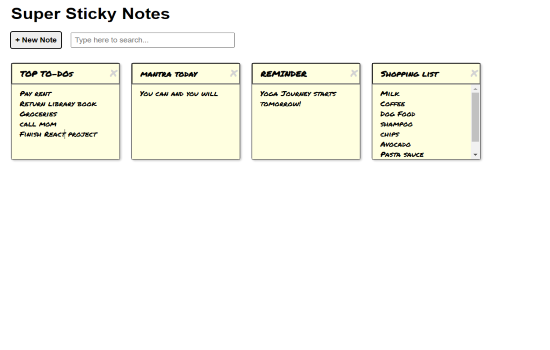 Super Sticky Notes
+ New Note
Type here to search...
TOP TO-DOs
Pay rent
Return library book
Groceries
call mom
Finish React project
mantra today
You can and you will
REMINDER
Yoga Journey starts
tomorrow!
Shopping list
Milk
Coffee
Dog Food
shampoo
chips
Avocado
Pasta sauce